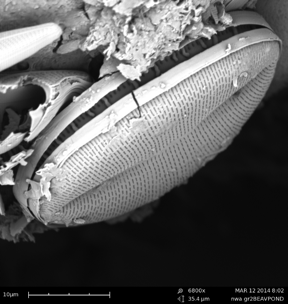 10µm
6800x
MAR 12 2014 8:02
35.4 µm
nwa gr2BEAVPOND